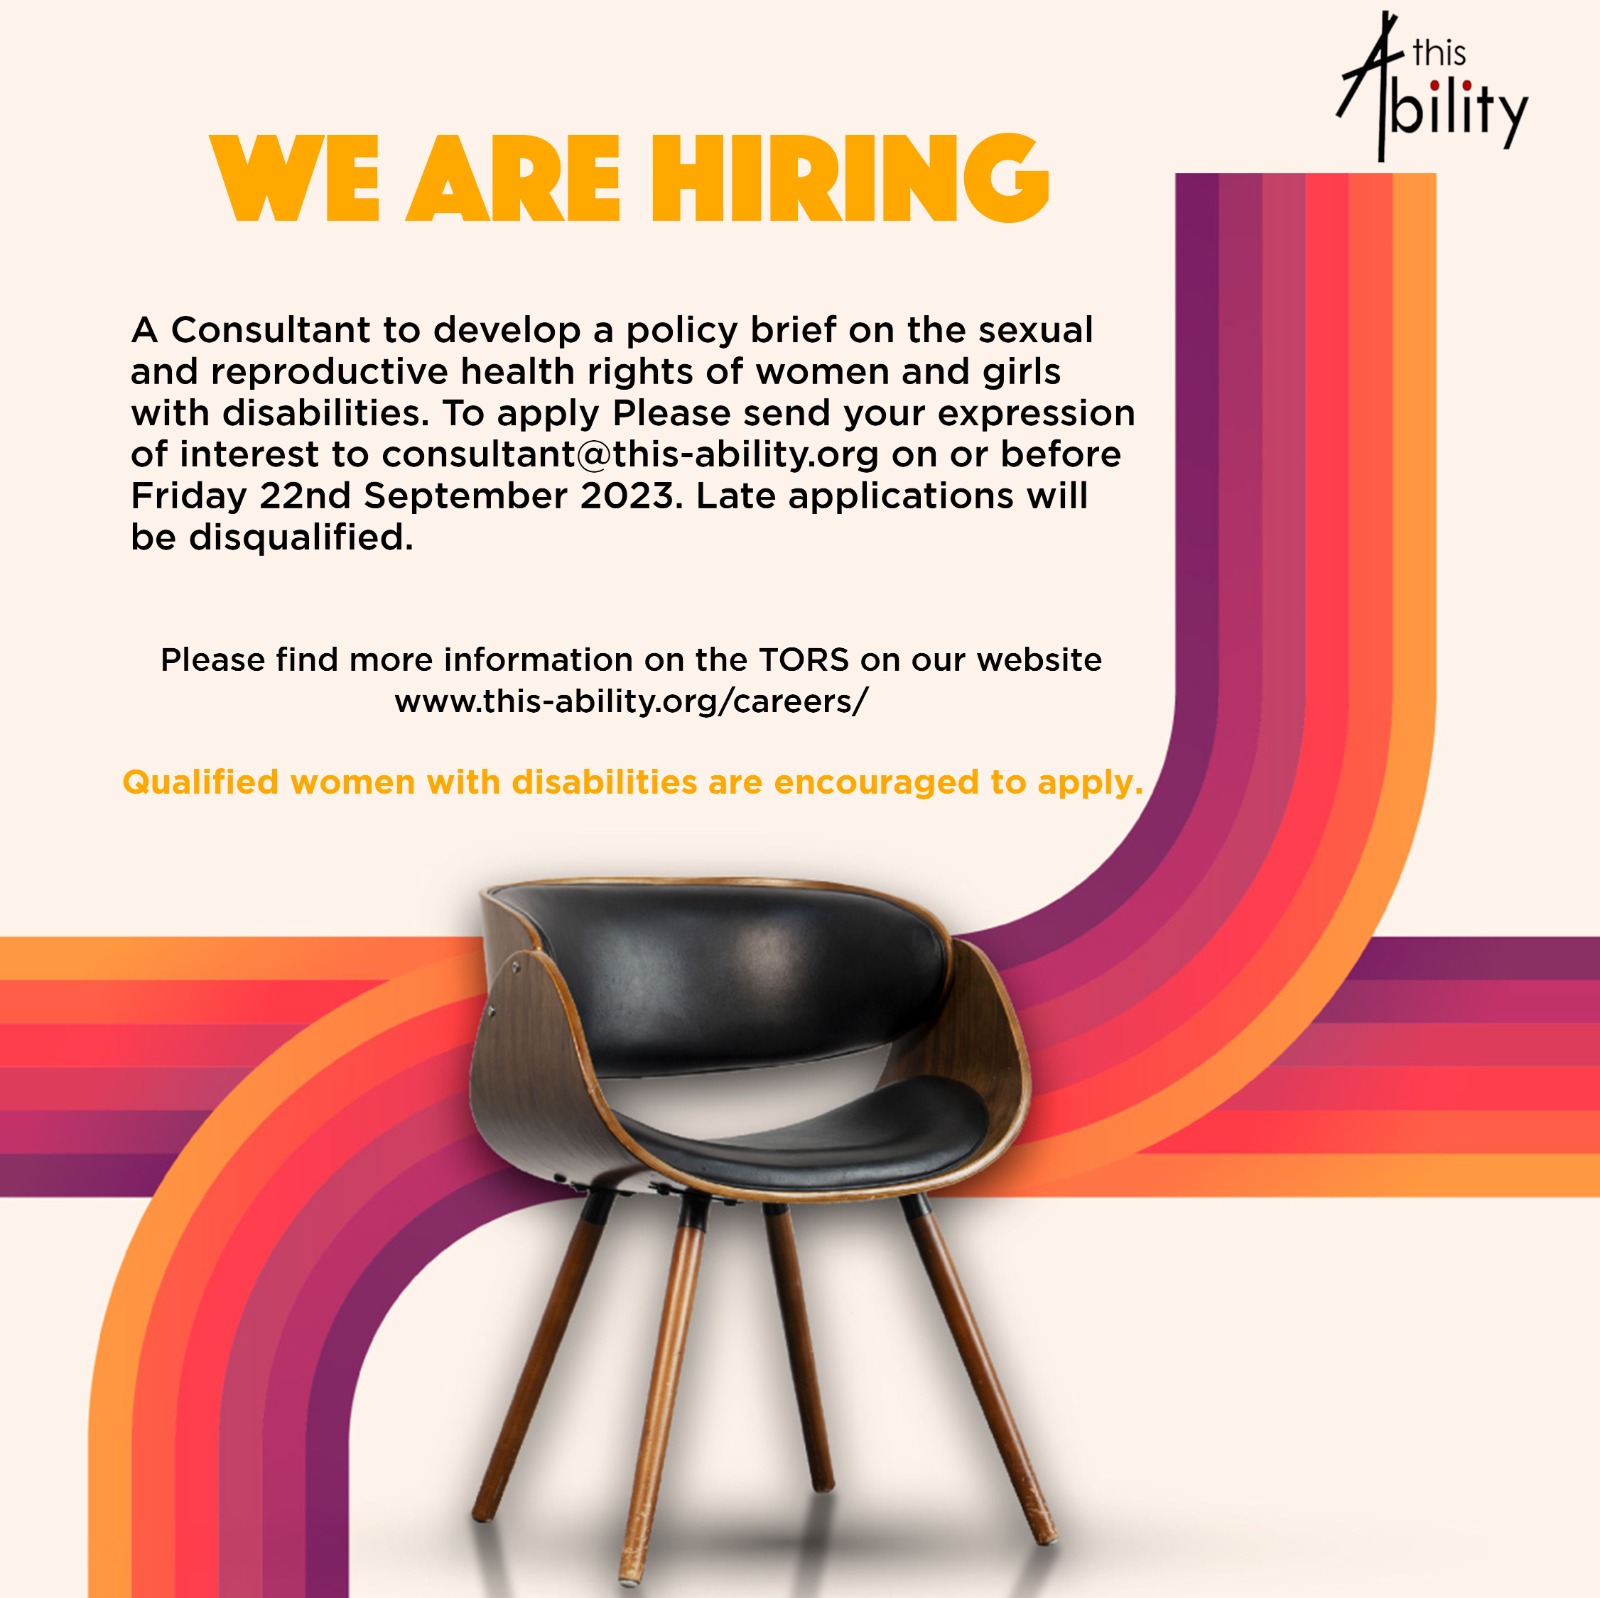 this
Ability
WE ARE HIRING
A Consultant to develop a policy brief on the sexual
and reproductive health rights of women and girls
with disabilities. To apply Please send your expression
of interest to consultant@this-ability.org on or before
Friday 22nd September 2023. Late applications will
be disqualified.
Please find more information on the TORS on our website
www.this-ability.org/careers/
Qualified women with disabilities are encouraged to apply.